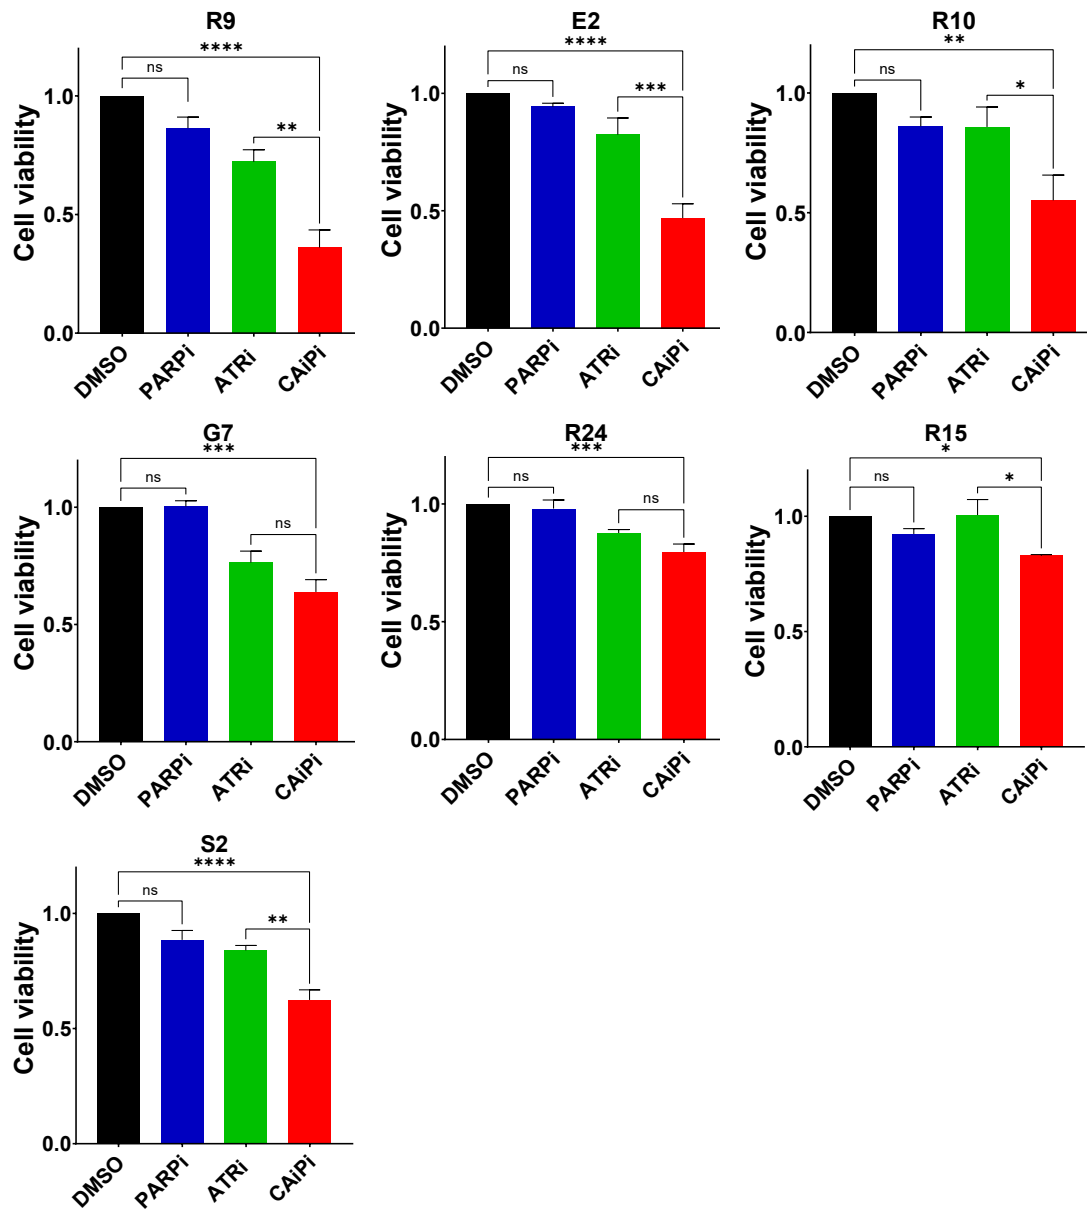 R9
****
ns
**
1.0
0.5
0.0
Cell viability
DMSO
PARPi
ATRi
CAiPi
E2
****
ns
***
1.0
0.5
0.0
Cell viability
DMSO
PARPi
ATRi
CAiPi
R10
**
ns
*
1.0
0.5
0.0
Cell viability
DMSO
PARPi
ATRi
CAiPi
G7
***
ns
ns
1.0
0.5
0.0
Cell viability
DMSO
PARPi
ATRi
CAiPi
R24
***
ns
ns
1.0
0.5
0.0
Cell viability
DMSO
PARPi
ATRi
CAiPi
R15
*
ns
*
1.0
0.5
0.0
Cell viability
DMSO
PARPi
ATRi
CAiPi
S2
****
ns
**
1.0
0.5
0.0
Cell viability
DMSO
PARPi
ATRi
CAiPi